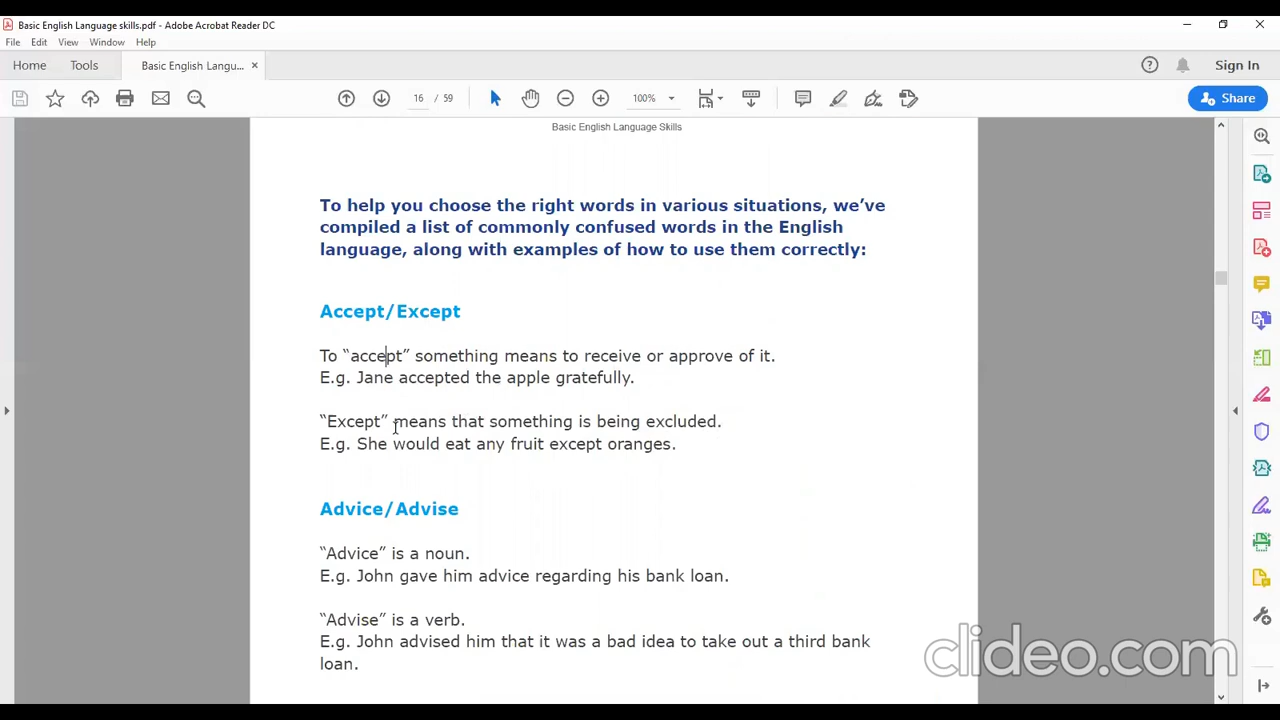 Basic English Language skills.pdf - Adobe Acrobat Reader DC
File Edit View Window Help
Home Tools Basic English Langu... × Sign In
16 / 59 100% Share
Basic English Language Skills
To help you choose the right words in various situations, we’ve
compiled a list of commonly confused words in the English
language, along with examples of how to use them correctly:
Accept/Except
To “accept” something means to receive or approve of it.
E.g. Jane accepted the apple gratefully.
“Except” means that something is being excluded.
E.g. She would eat any fruit except oranges.
Advice/Advise
“Advice” is a noun.
E.g. John gave him advice regarding his bank loan.
“Advise” is a verb.
E.g. John advised him that it was a bad idea to take out a third bank
loan.
clideo.com